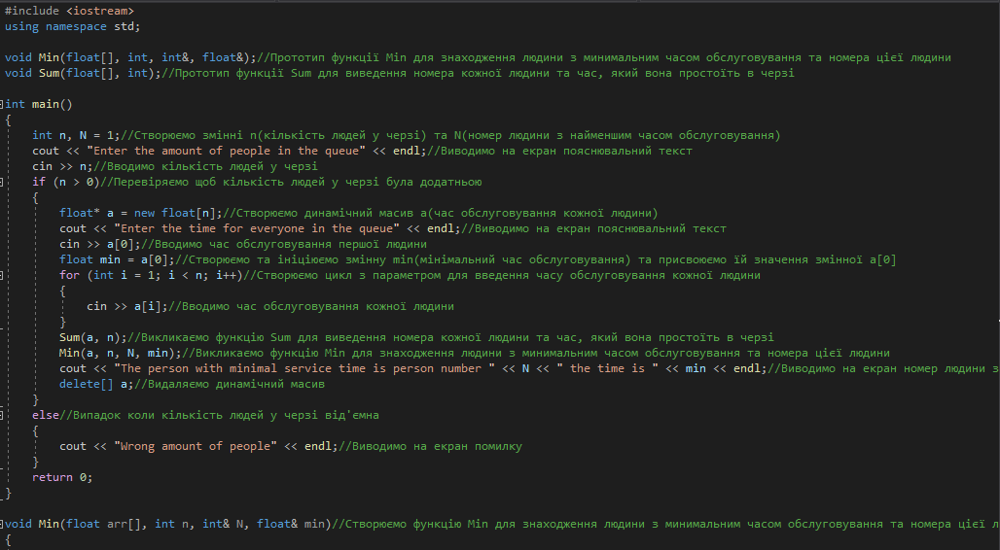 #include <iostream>
using namespace std;
void Min(float[], int, int&, float&);//Прототип функції Min для знаходження людини з минимальним часом обслуговування та номера цієї людини
void Sum(float[], int);//Прототип функції Sum для виведення номера кожної людини та час, який вона простоїть в черзі
int main()
{
int n, N = 1;//Створюємо змінні n(кількість людей у черзі) та N(номер людини з найменшим часом обслуговування)
cout << "Enter the amount of people in the queue" << endl;//Виводимо на екран пояснювальний текст
cin >> n;//Вводимо кількість людей у черзі
if (n > 0)//Перевіряємо щоб кількість людей у черзі була додатньою
{
float* a = new float[n];//Створюємо динамічний масив a(час обслуговування кожної людини)
cout << "Enter the time for everyone in the queue" << endl;//Виводимо на екран пояснювальний текст
cin >> a[0];//Вводимо час обслуговування першої людини
float min = a[0];//Створюємо та ініціюємо змінну min(мінімальний час обслуговування) та присвоюємо їй значення змінної a[0]
for (int i = 1; i < n; i++)//Створюємо цикл з параметром для введення часу обслуговування кожної людини
{
cin >> a[i];//Вводимо час обслуговування кожної людини
}
Sum(a, n);//Викликаємо функцію Sum для виведення номера кожної людини та час, який вона простоїть в черзі
Min(a, n, N, min);//Викликаємо функцію Min для знаходження людини з минимальним часом обслуговування та номера цієї людини
cout << "The person with minimal service time is person number " << N << " the time is " << min << endl;//Виводимо на екран номер людини з
delete[] a;//Видаляємо динамічний масив
}
else//Випадок коли кількість людей у черзі від'ємна
{
cout << "Wrong amount of people" << endl;//Виводимо на екран помилку
}
return 0;
}
void Min(float arr[], int n, int& N, float& min)//Створюємо функцію Min для знаходження людини з минимальним часом обслуговування та номера цієї л
{